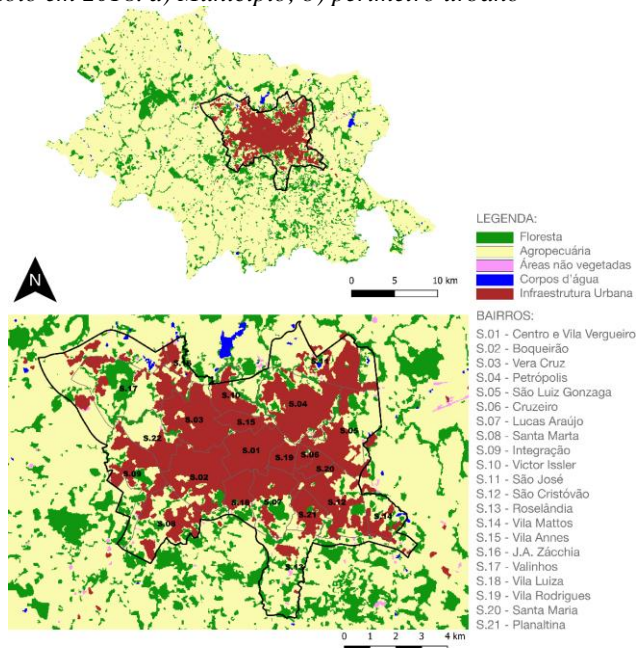 solo em 2018: a) Município; b) perímetro urbano
N
0 5 10 km
LEGENDA:
Floresta
Agropecuária
Áreas não vegetadas
Corpos d'água
Infraestrutura Urbana
BAIRROS:
S.01 - Centro e Vila Vergueiro
S.02 - Boqueirão
S.03 - Vera Cruz
S.04 - Petrópolis
S.05 - São Luiz Gonzaga
S.06 - Cruzeiro
S.07 - Lucas Araújo
S.08 - Santa Marta
S.09 - Integração
S.10 - Victor Issler
S.11 - São José
S.12 - São Cristóvão
S.13 - Roselândia
S.14 - Vila Mattos
S.15 - Vila Annes
S.16 - J.A. Zácchia
S.17 - Valinhos
S.18 - Vila Luiza
S.19 - Vila Rodrigues
S.20 - Santa Maria
S.21 - Planaltina
S.17
S.10
S.04
S.03
S.15
S.05
S.22
S.01
S.19
S.06
S.20
S.09
S.02
S.18
S.12
S.21
S.14
S.08
S.13
0 1 2 3 4 km